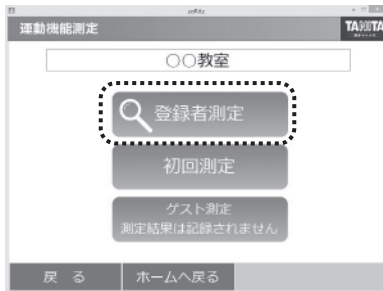 運動機能測定
TANITA
○○教室
登録者測定
初回測定
ゲスト測定
測定結果は記録されません
戻 る
ホームへ戻る